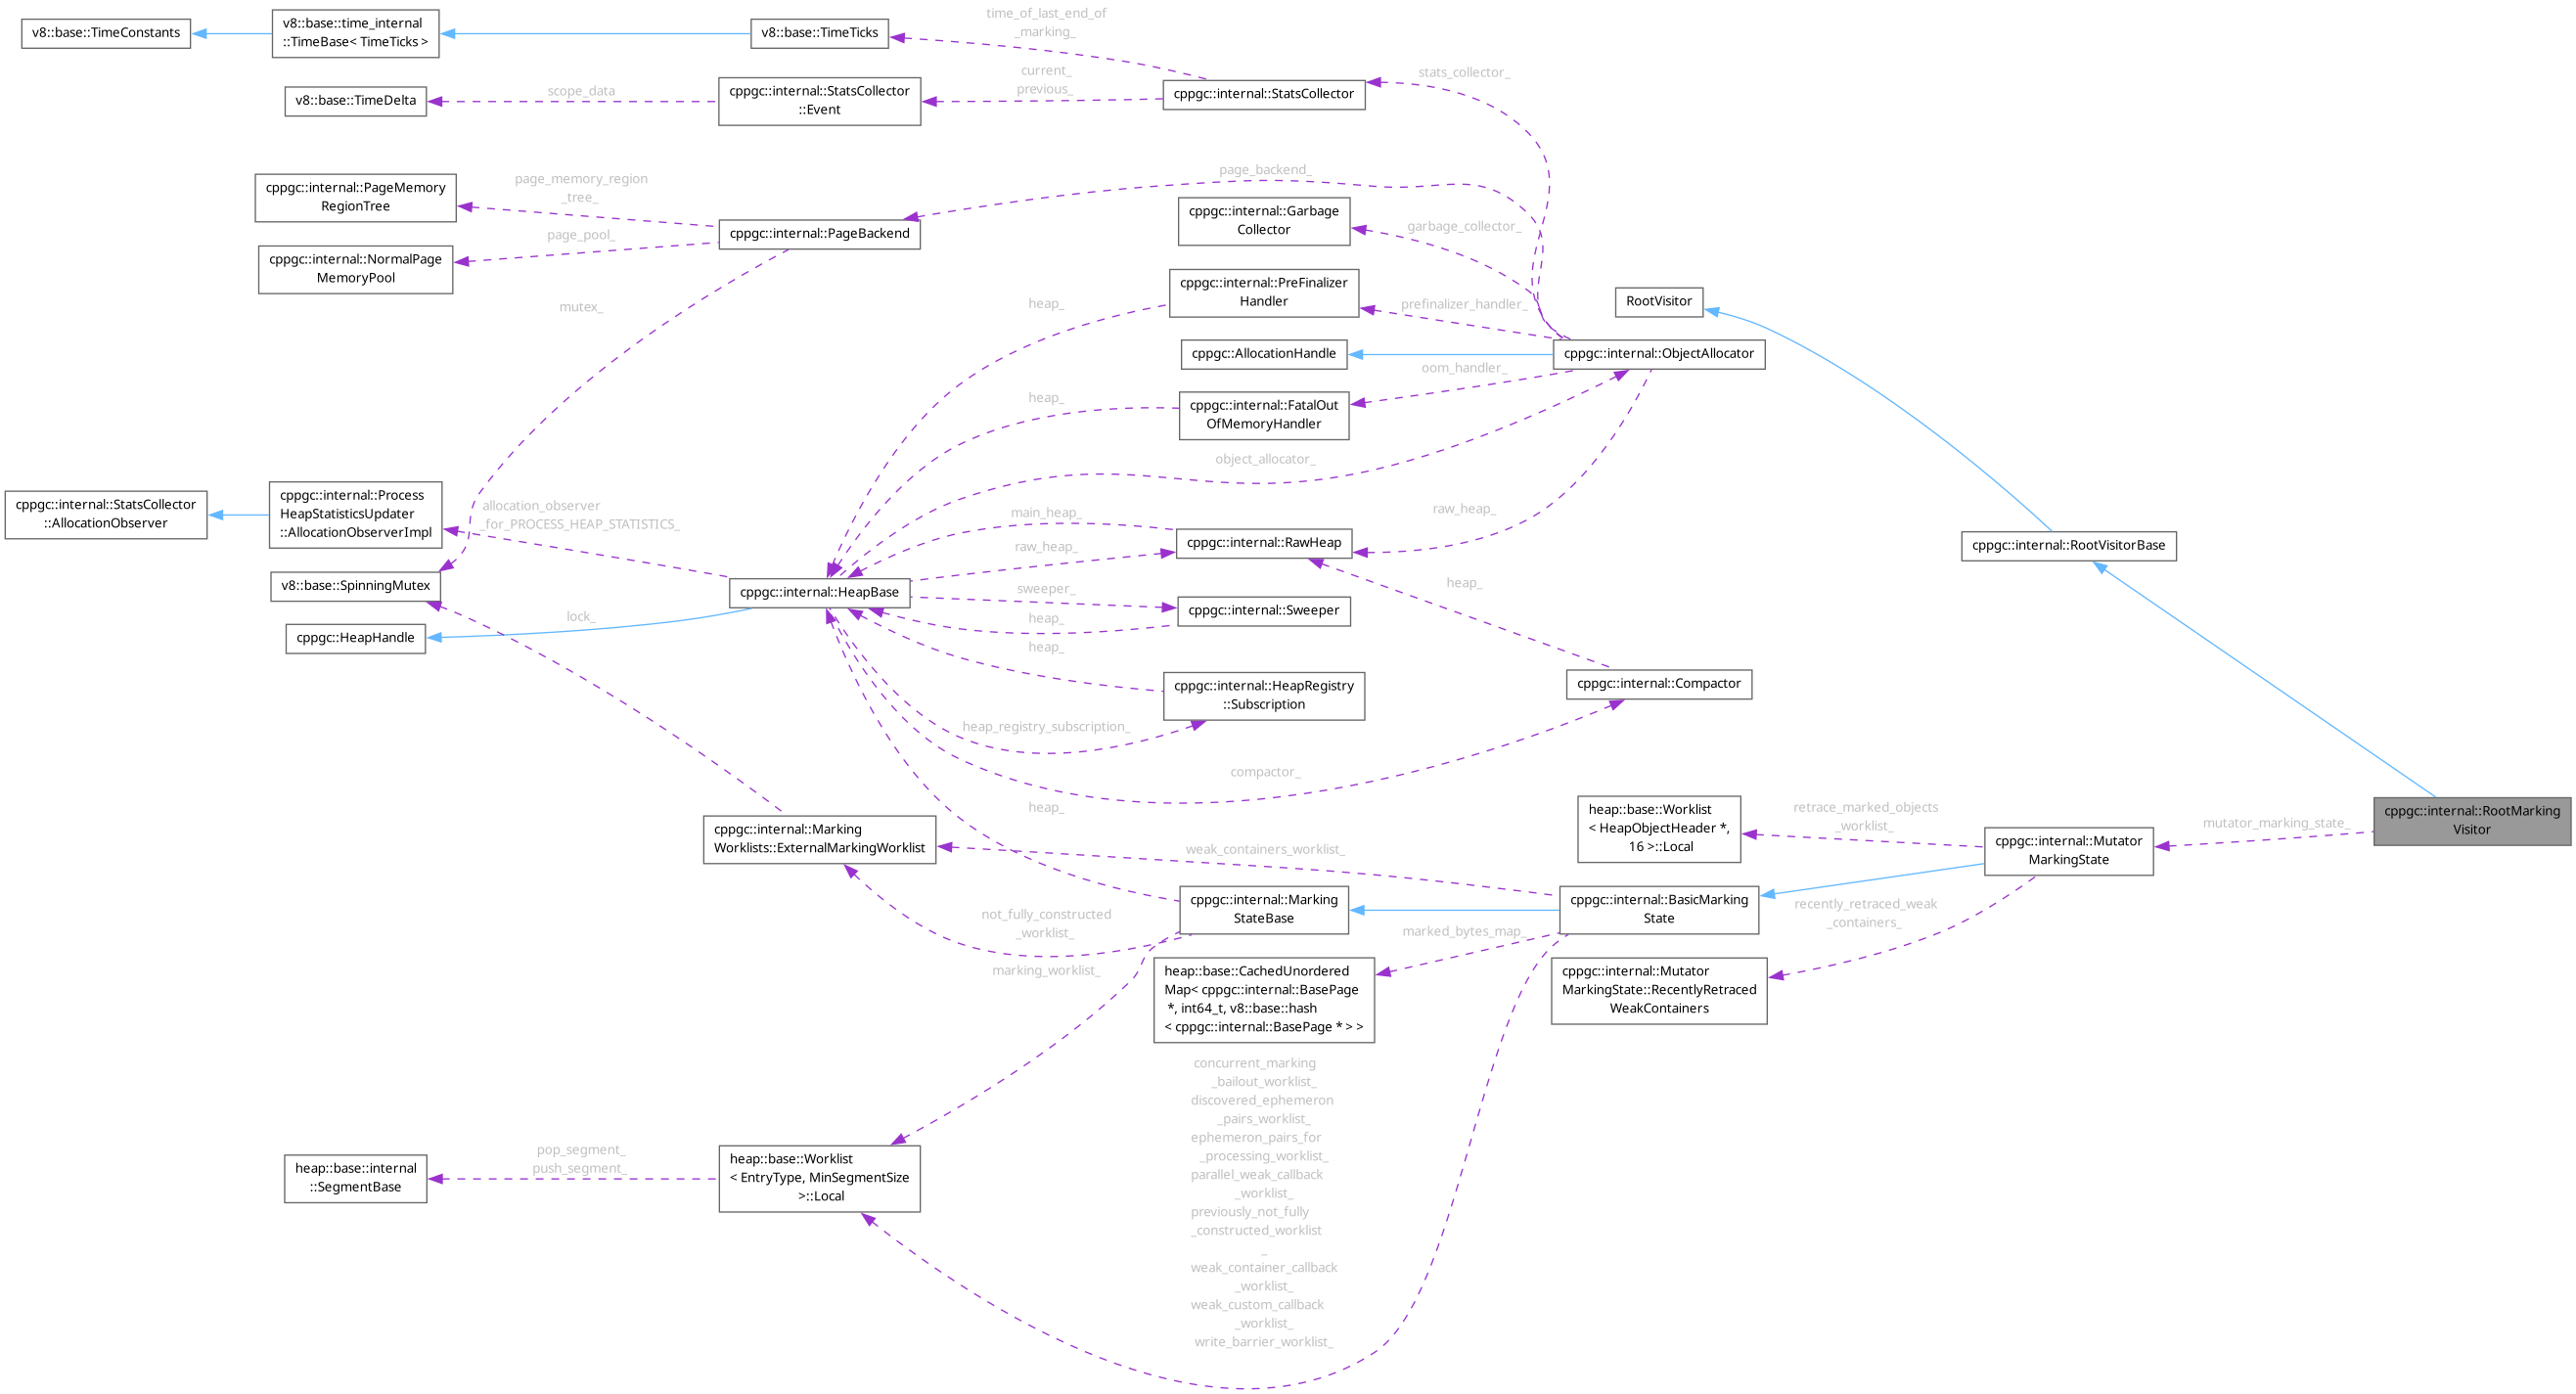 time_of_last_end_of
_marking_
v8::base::TimeConstants
v8::base::time_internal
::TimeBase< TimeTicks >
v8::base::TimeTicks
current_
previous_
stats_collector_
scope_data
v8::base::TimeDelta
cppgc::internal::StatsCollector
::Event
cppgc::internal::StatsCollector
page_memory_region
_tree_
page_backend_
cppgc::internal::PageMemory
RegionTree
cppgc::internal::Garbage
Collector
garbage_collector_
page_pool_
cppgc::internal::PageBackend
cppgc::internal::NormalPage
MemoryPool
mutex_
heap_
cppgc::internal::PreFinalizer
Handler
prefinalizer_handler_
RootVisitor
cppgc::AllocationHandle
cppgc::internal::ObjectAllocator
oom_handler_
heap_
cppgc::internal::FatalOut
OfMemoryHandler
object_allocator_
cppgc::internal::StatsCollector
::AllocationObserver
cppgc::internal::Process
HeapStatisticsUpdater
::AllocationObserverImpl
allocation_observer
_for_PROCESS_HEAP_STATISTICS_
main_heap_
raw_heap_
raw_heap_
cppgc::internal::RawHeap
cppgc::internal::RootVisitorBase
v8::base::SpinningMutex
cppgc::internal::HeapBase
sweeper_
heap_
cppgc::internal::Sweeper
heap_
lock_
cppgc::HeapHandle
heap_
cppgc::internal::HeapRegistry
::Subscription
cppgc::internal::Compactor
heap_registry_subscription_
compactor_
heap_
cppgc::internal::Marking
Worklists::ExternalMarkingWorklist
weak_containers_worklist_
heap::base::Worklist
< HeapObjectHeader *,
16 >::Local
retrace_marked_objects
_worklist_
mutator_marking_state_
cppgc::internal::RootMarking
Visitor
cppgc::internal::Mutator
MarkingState
not_fully_constructed
_worklist_
cppgc::internal::Marking
StateBase
cppgc::internal::BasicMarking
State
recently_retraced_weak
_containers_
marked_bytes_map_
marking_worklist_
heap::base::CachedUnordered
Map< cppgc::internal::BasePage
*, int64_t, v8::base::hash
< cppgc::internal::BasePage * > >
cppgc::internal::Mutator
MarkingState::RecentlyRetraced
WeakContainers
concurrent_marking
_bailout_worklist_
discovered_ephemeron
_pairs_worklist_
ephemeron_pairs_for
_processing_worklist_
parallel_weak_callback
_worklist_
previously_not_fully
_constructed_worklist
_
weak_container_callback
_worklist_
weak_custom_callback
_worklist_
write_barrier_worklist_
pop_segment_
push_segment_
heap::base::internal
::SegmentBase
heap::base::Worklist
< EntryType, MinSegmentSize
>::Local